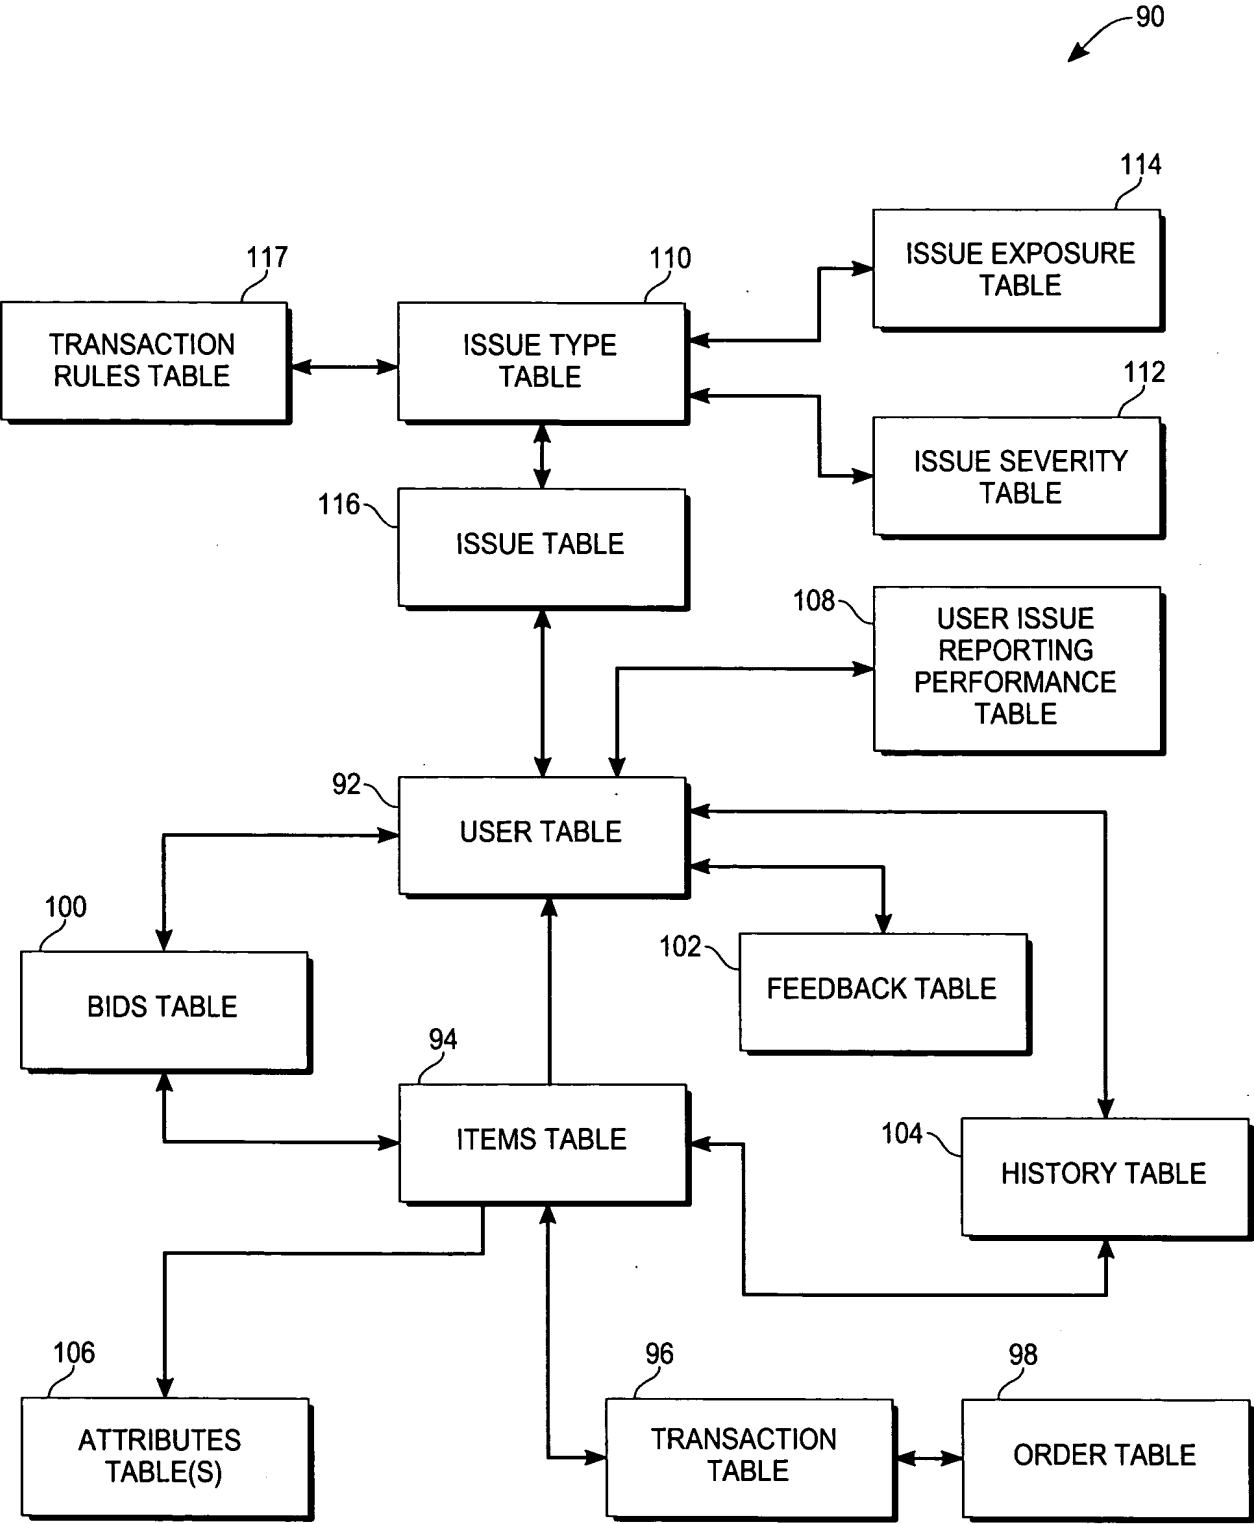 90
114
ISSUE EXPOSURE
TABLE
117
TRANSACTION
RULES TABLE
110
ISSUE TYPE
TABLE
112
ISSUE SEVERITY
TABLE
116
ISSUE TABLE
108
USER ISSUE
REPORTING
PERFORMANCE
TABLE
92
USER TABLE
100
BIDS TABLE
102
FEEDBACK TABLE
94
ITEMS TABLE
104
HISTORY TABLE
106
ATTRIBUTES
TABLE(S)
96
TRANSACTION
TABLE
98
ORDER TABLE